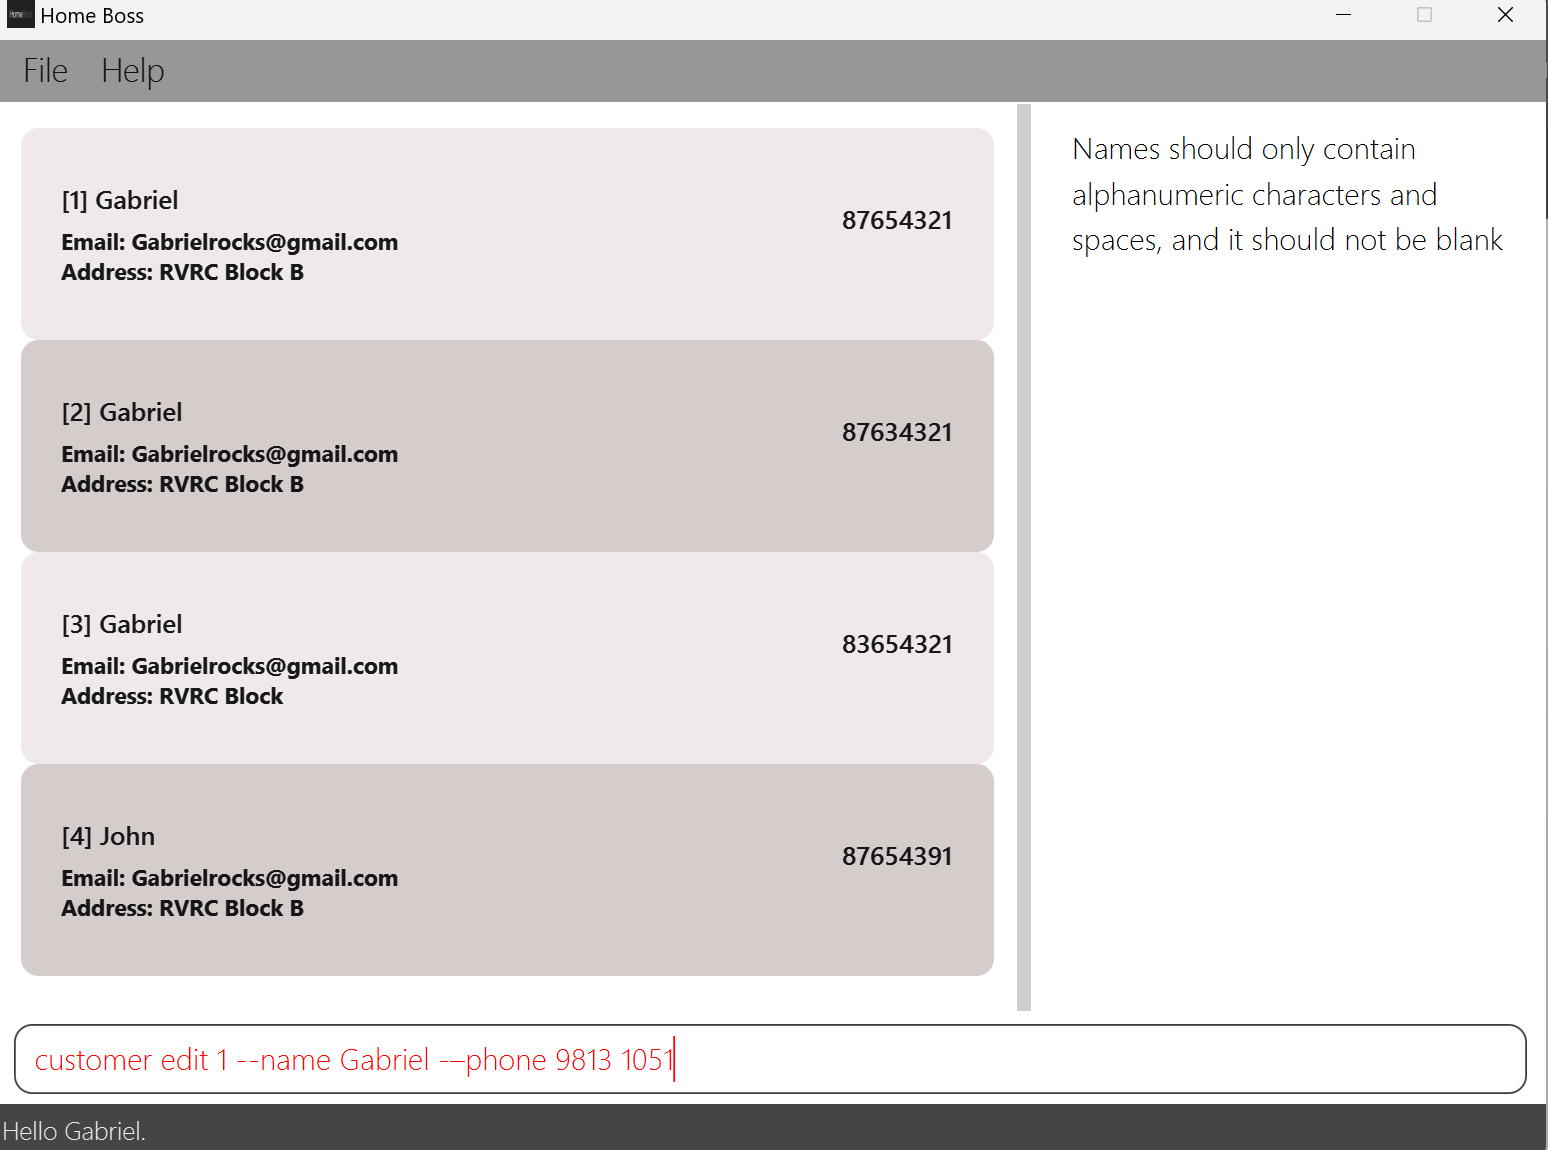 Home Boss
File Help
[1] Gabriel
Email: Gabrielrocks@gmail.com
Address: RVRC Block B
87654321
[2] Gabriel
Email: Gabrielrocks@gmail.com
Address: RVRC Block B
87634321
[3] Gabriel
Email: Gabrielrocks@gmail.com
Address: RVRC Block
83654321
[4] John
Email: Gabrielrocks@gmail.com
Address: RVRC Block B
87654391
Names should only contain
alphanumeric characters and
spaces, and it should not be blank
customer edit 1 --name Gabriel -–phone 9813 1051
Hello Gabriel.